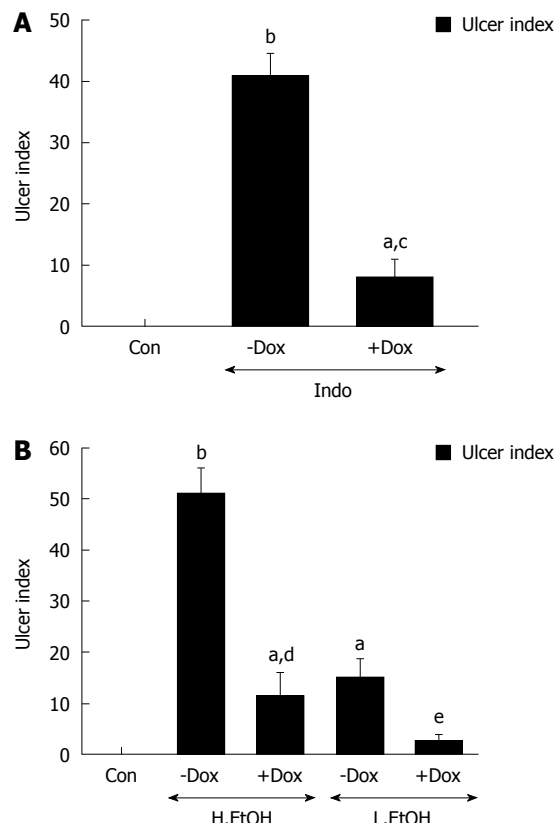 A
Ulcer index
Ulcer index
50
40
30
20
10
0
b
a,c
Con
-Dox
+Dox
Indo
B
Ulcer index
Ulcer index
60
50
40
30
20
10
0
b
a,d
a
e
Con
-Dox
+Dox
-Dox
+Dox
H.EtOH
L.EtOH